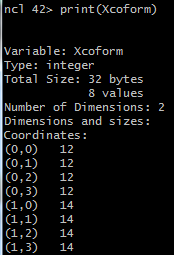 ncl 42> print(Xcoform)
Variable: Xcoform
Type: integer
Total Size: 32 bytes
8 values
Number of Dimensions: 2
Dimensions and sizes:
Coordinates:
(0,0) 12
(0,1) 12
(0,2) 12
(0,3) 12
(1,0) 14
(1,1) 14
(1,2) 14
(1,3) 14